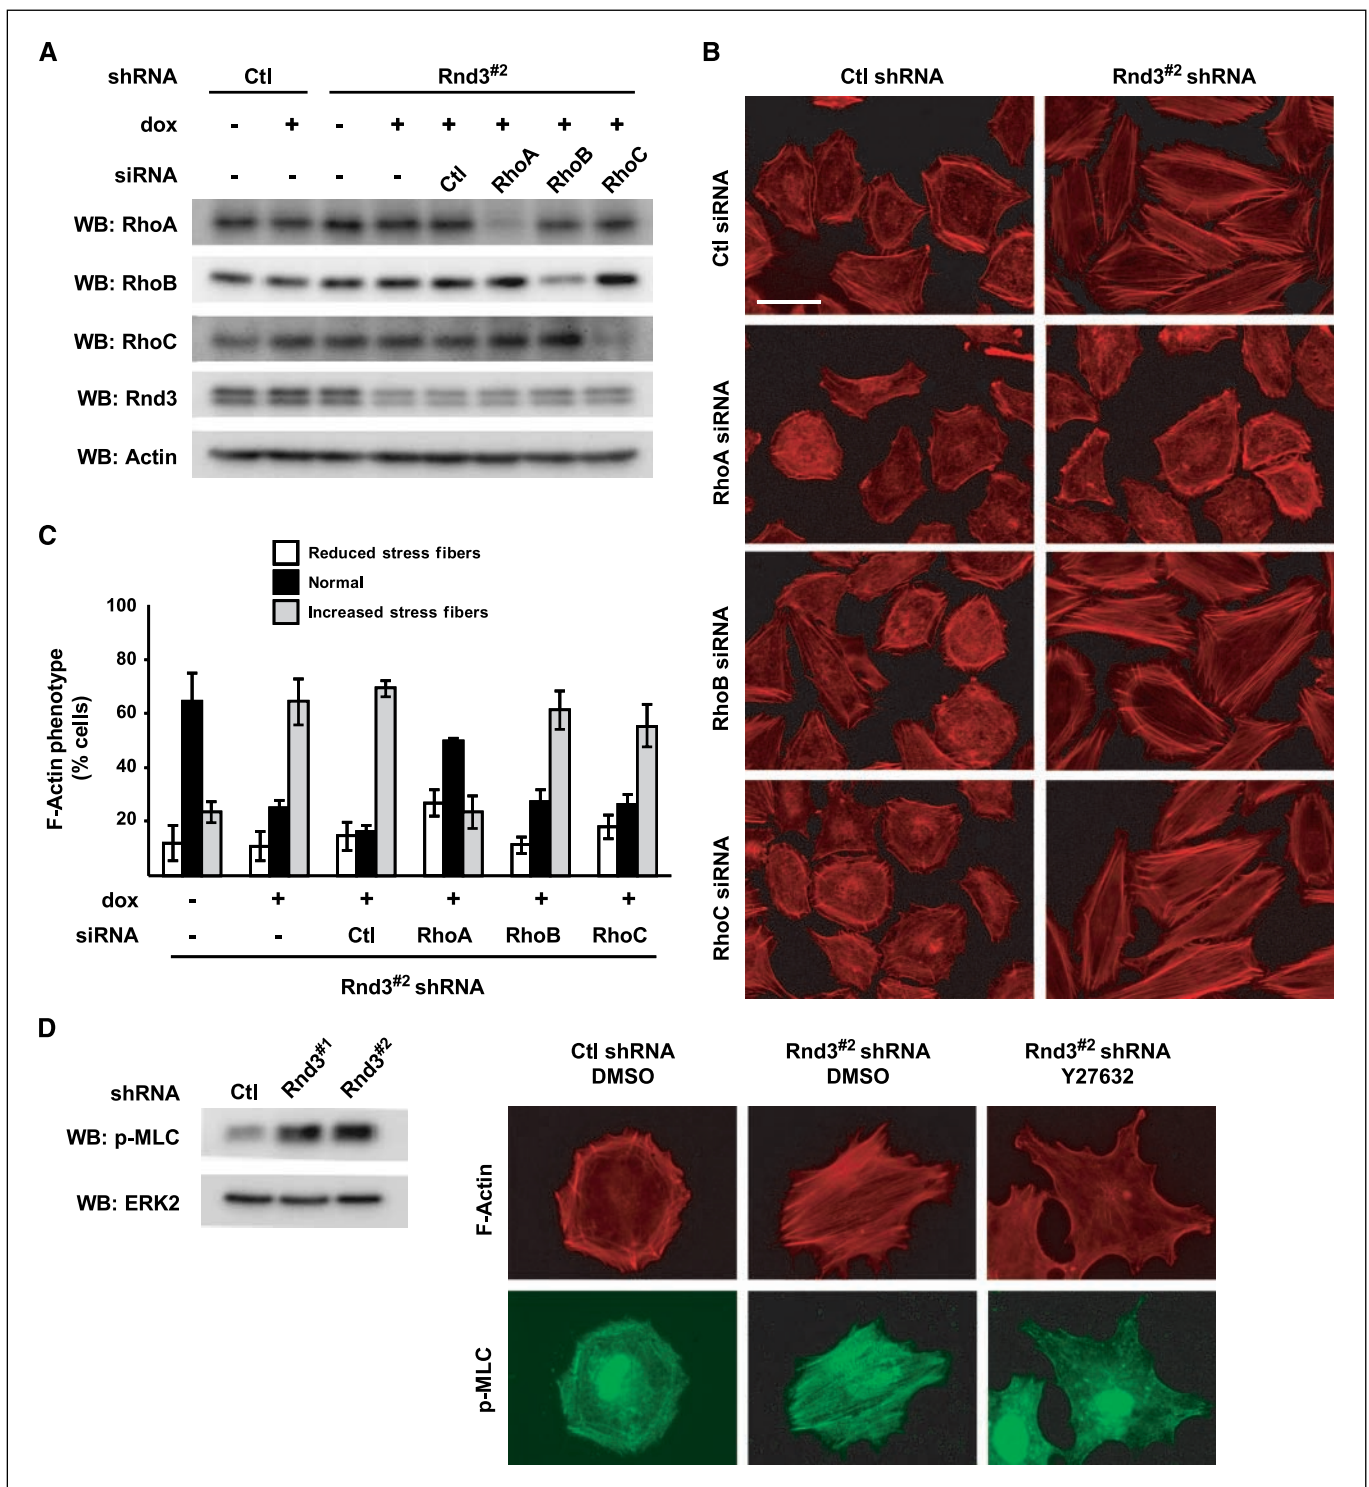 A
shRNA Ctl Rnd3#2
dox - + - + + + + +
siRNA - - - - Ctl RhoA RhoB RhoC
WB: RhoA
WB: RhoB
WB: RhoC
WB: Rnd3
WB: Actin
B
Ctl shRNA Rnd3#2 shRNA
Ctl siRNA
RhoA siRNA
RhoB siRNA
RhoC siRNA
C
Reduced stress fibers
Normal
Increased stress fibers
F-Actin phenotype
(% cells)
100
80
60
40
20
dox - + + + + +
siRNA - - Ctl RhoA RhoB RhoC
Rnd3#2 shRNA
D
shRNA Ctl Rnd3#1 Rnd3#2
WB: p-MLC
WB: ERK2
Ctl shRNA
DMSO
Rnd3#2 shRNA
DMSO
Rnd3#2 shRNA
Y27632
F-Actin
p-MLC